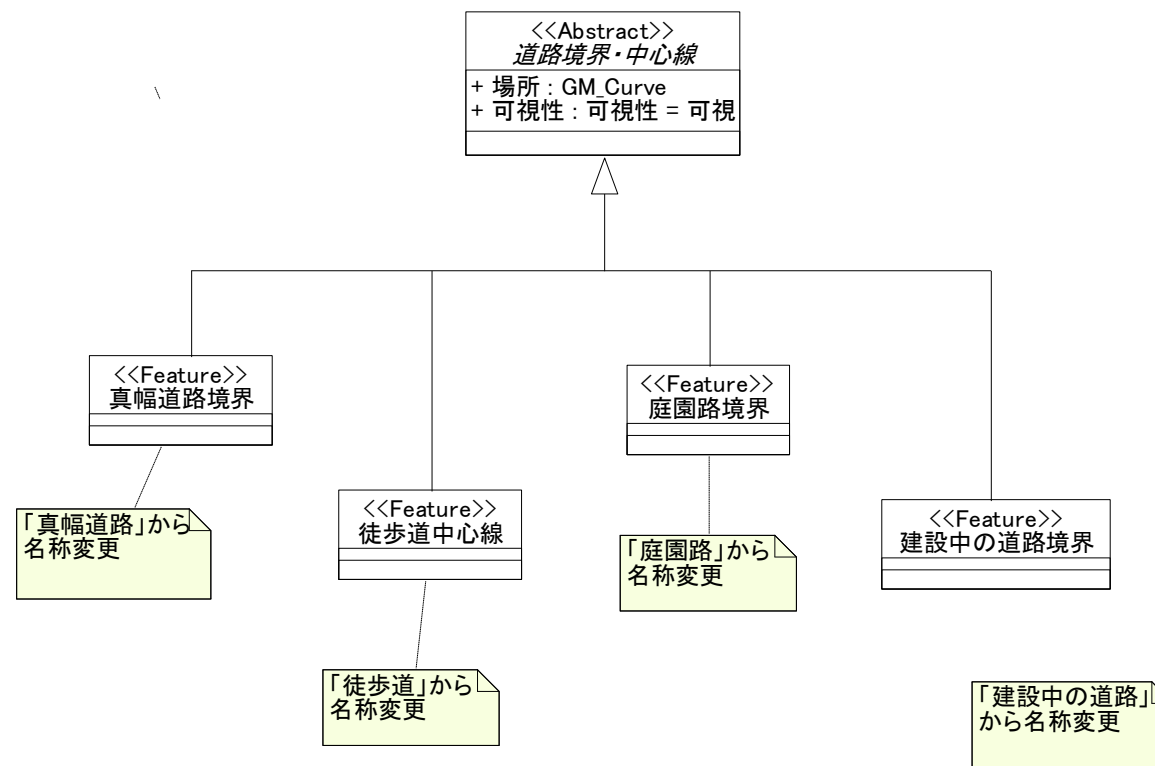 <<Abstract>>
道路境界・中心線
+ 場所 : GM_Curve
+ 可視性 : 可視性 = 可視
<<Feature>>
真幅道路境界
「真幅道路」から
名称変更
<<Feature>>
徒歩道中心線
「徒歩道」から
名称変更
<<Feature>>
庭園路境界
「庭園路」から
名称変更
<<Feature>>
建設中の道路境界
「建設中の道路」
から名称変更